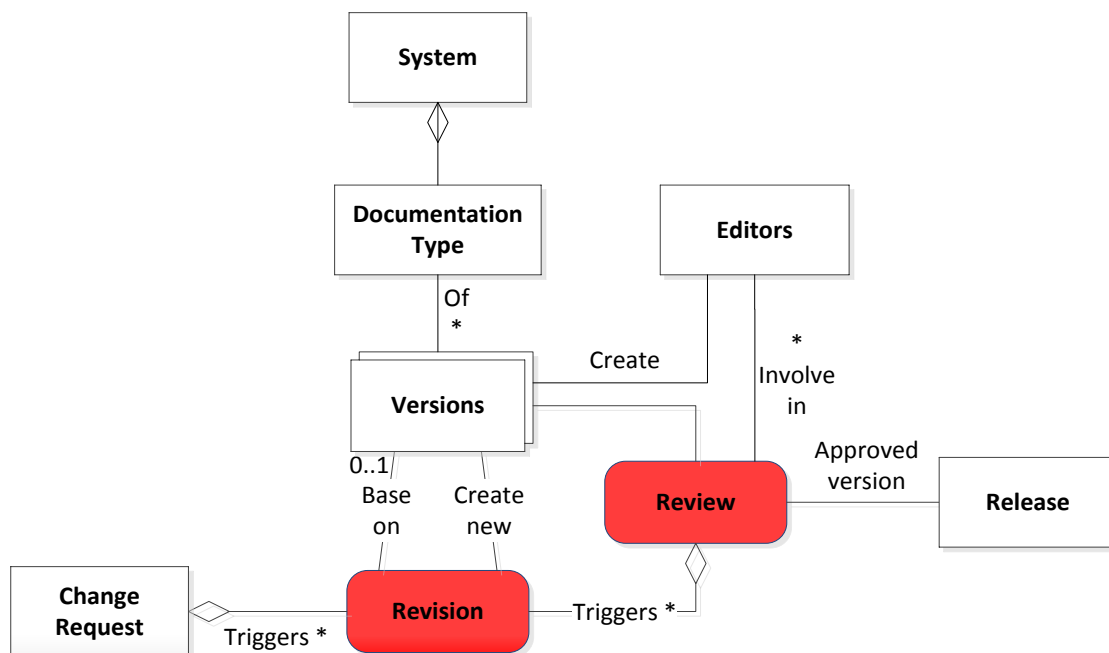 System
Documentation
Type
Editors
Of
*
Create
*
Involve
in
Versions
0..1
Base
on
Create
new
Approved
version
Review
Release
Change
Request
Triggers *
Revision
Triggers *